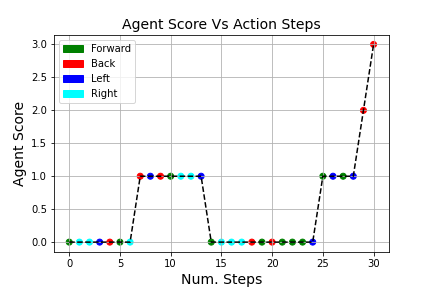 Agent Score Vs Action Steps
3.0
2.5
2.0
1.5
1.0
0.5
0.0
Agent Score
Forward
Back
Left
Right
0 5 10 15 20 25 30
Num. Steps